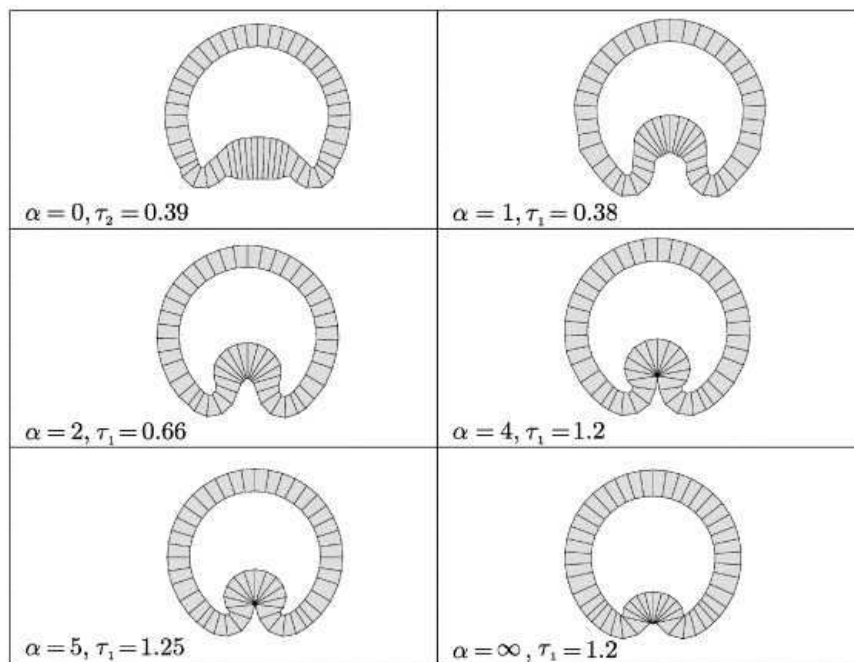 α = 0, τ₂ = 0.39
α = 1, τ₁ = 0.38
α = 2, τ₁ = 0.66
α = 4, τ₁ = 1.2
α = 5, τ₁ = 1.25
α = ∞, τ₁ = 1.2